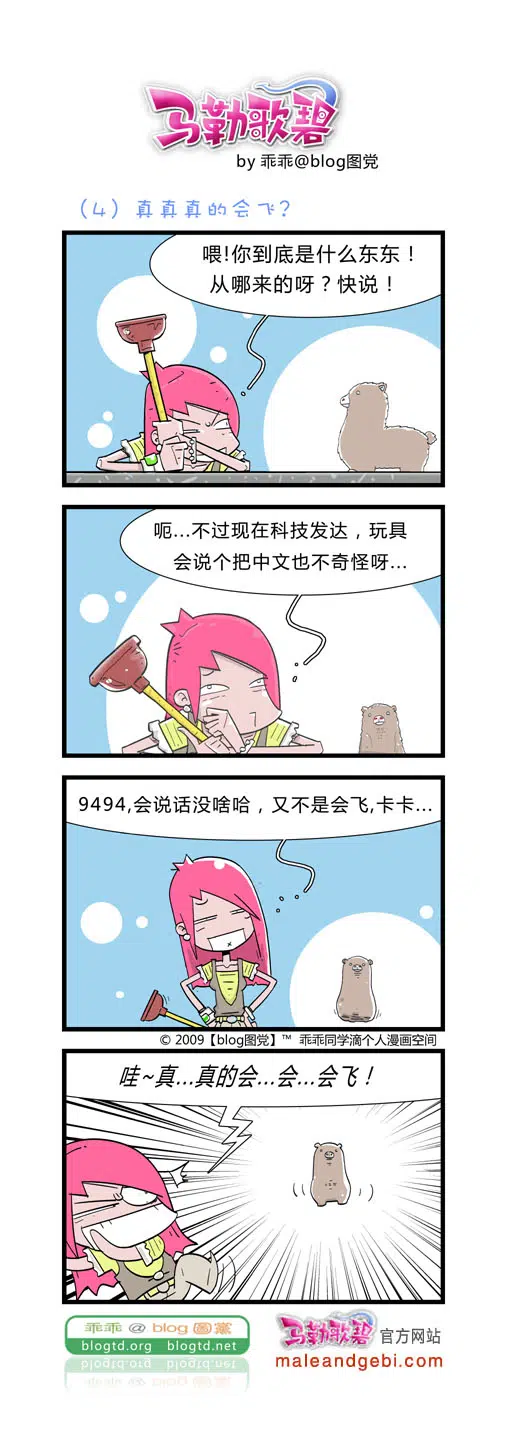 马勒歌碧
by 乖乖@blog图党
（4）真真真的会飞？
喂!你到底是什么东东！
从哪来的呀？快说！
呃...不过现在科技发达，玩具
会说个把中文也不奇怪呀...
9494,会说话没啥哈，又不是会飞,卡卡...
© 2009【blog图党】™ 乖乖同学滴个人漫画空间
哇~真...真的会...会...会飞！
乖乖 @ blog 圖黨
blogtd.org blogtd.net
马勒歌碧 官方网站
maleandgebi.com